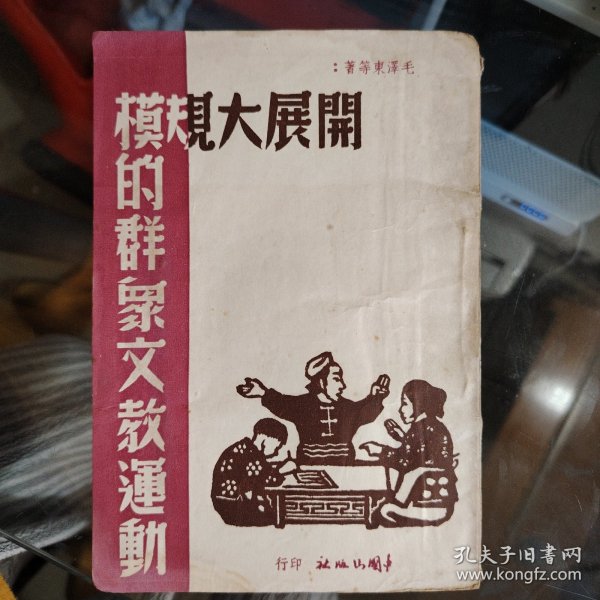 毛澤東等著：
開展大規
模的群眾文教運動
中國出版社 印行
孔夫子旧书网
www.kongfz.com